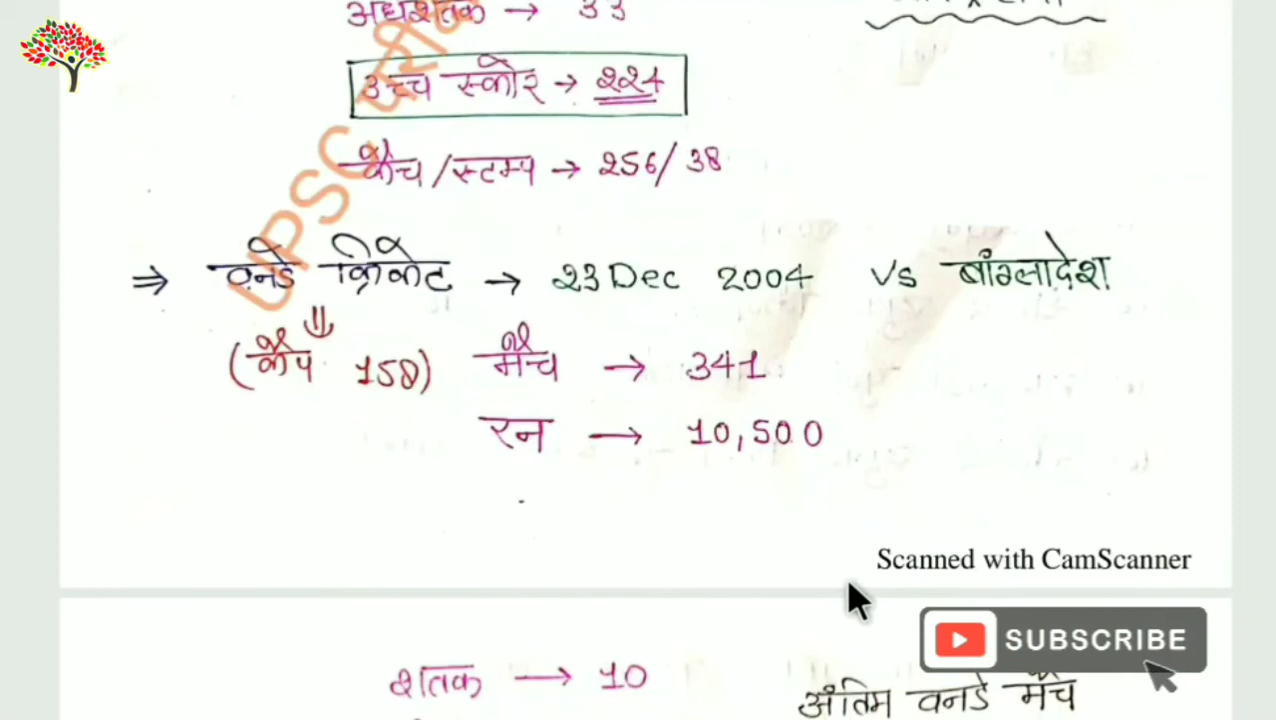 अर्धशतक → 33
उच्च स्कोर → 224
कैच/स्टम्प → 256/38
⇒ वनडे क्रिकेट → 23 Dec 2004 Vs बांग्लादेश
(कैप 158) मैच → 341
रन → 10,500
Scanned with CamScanner
SUBSCRIBE
शतक → 10
अंतिम वनडे मैच
UPSC